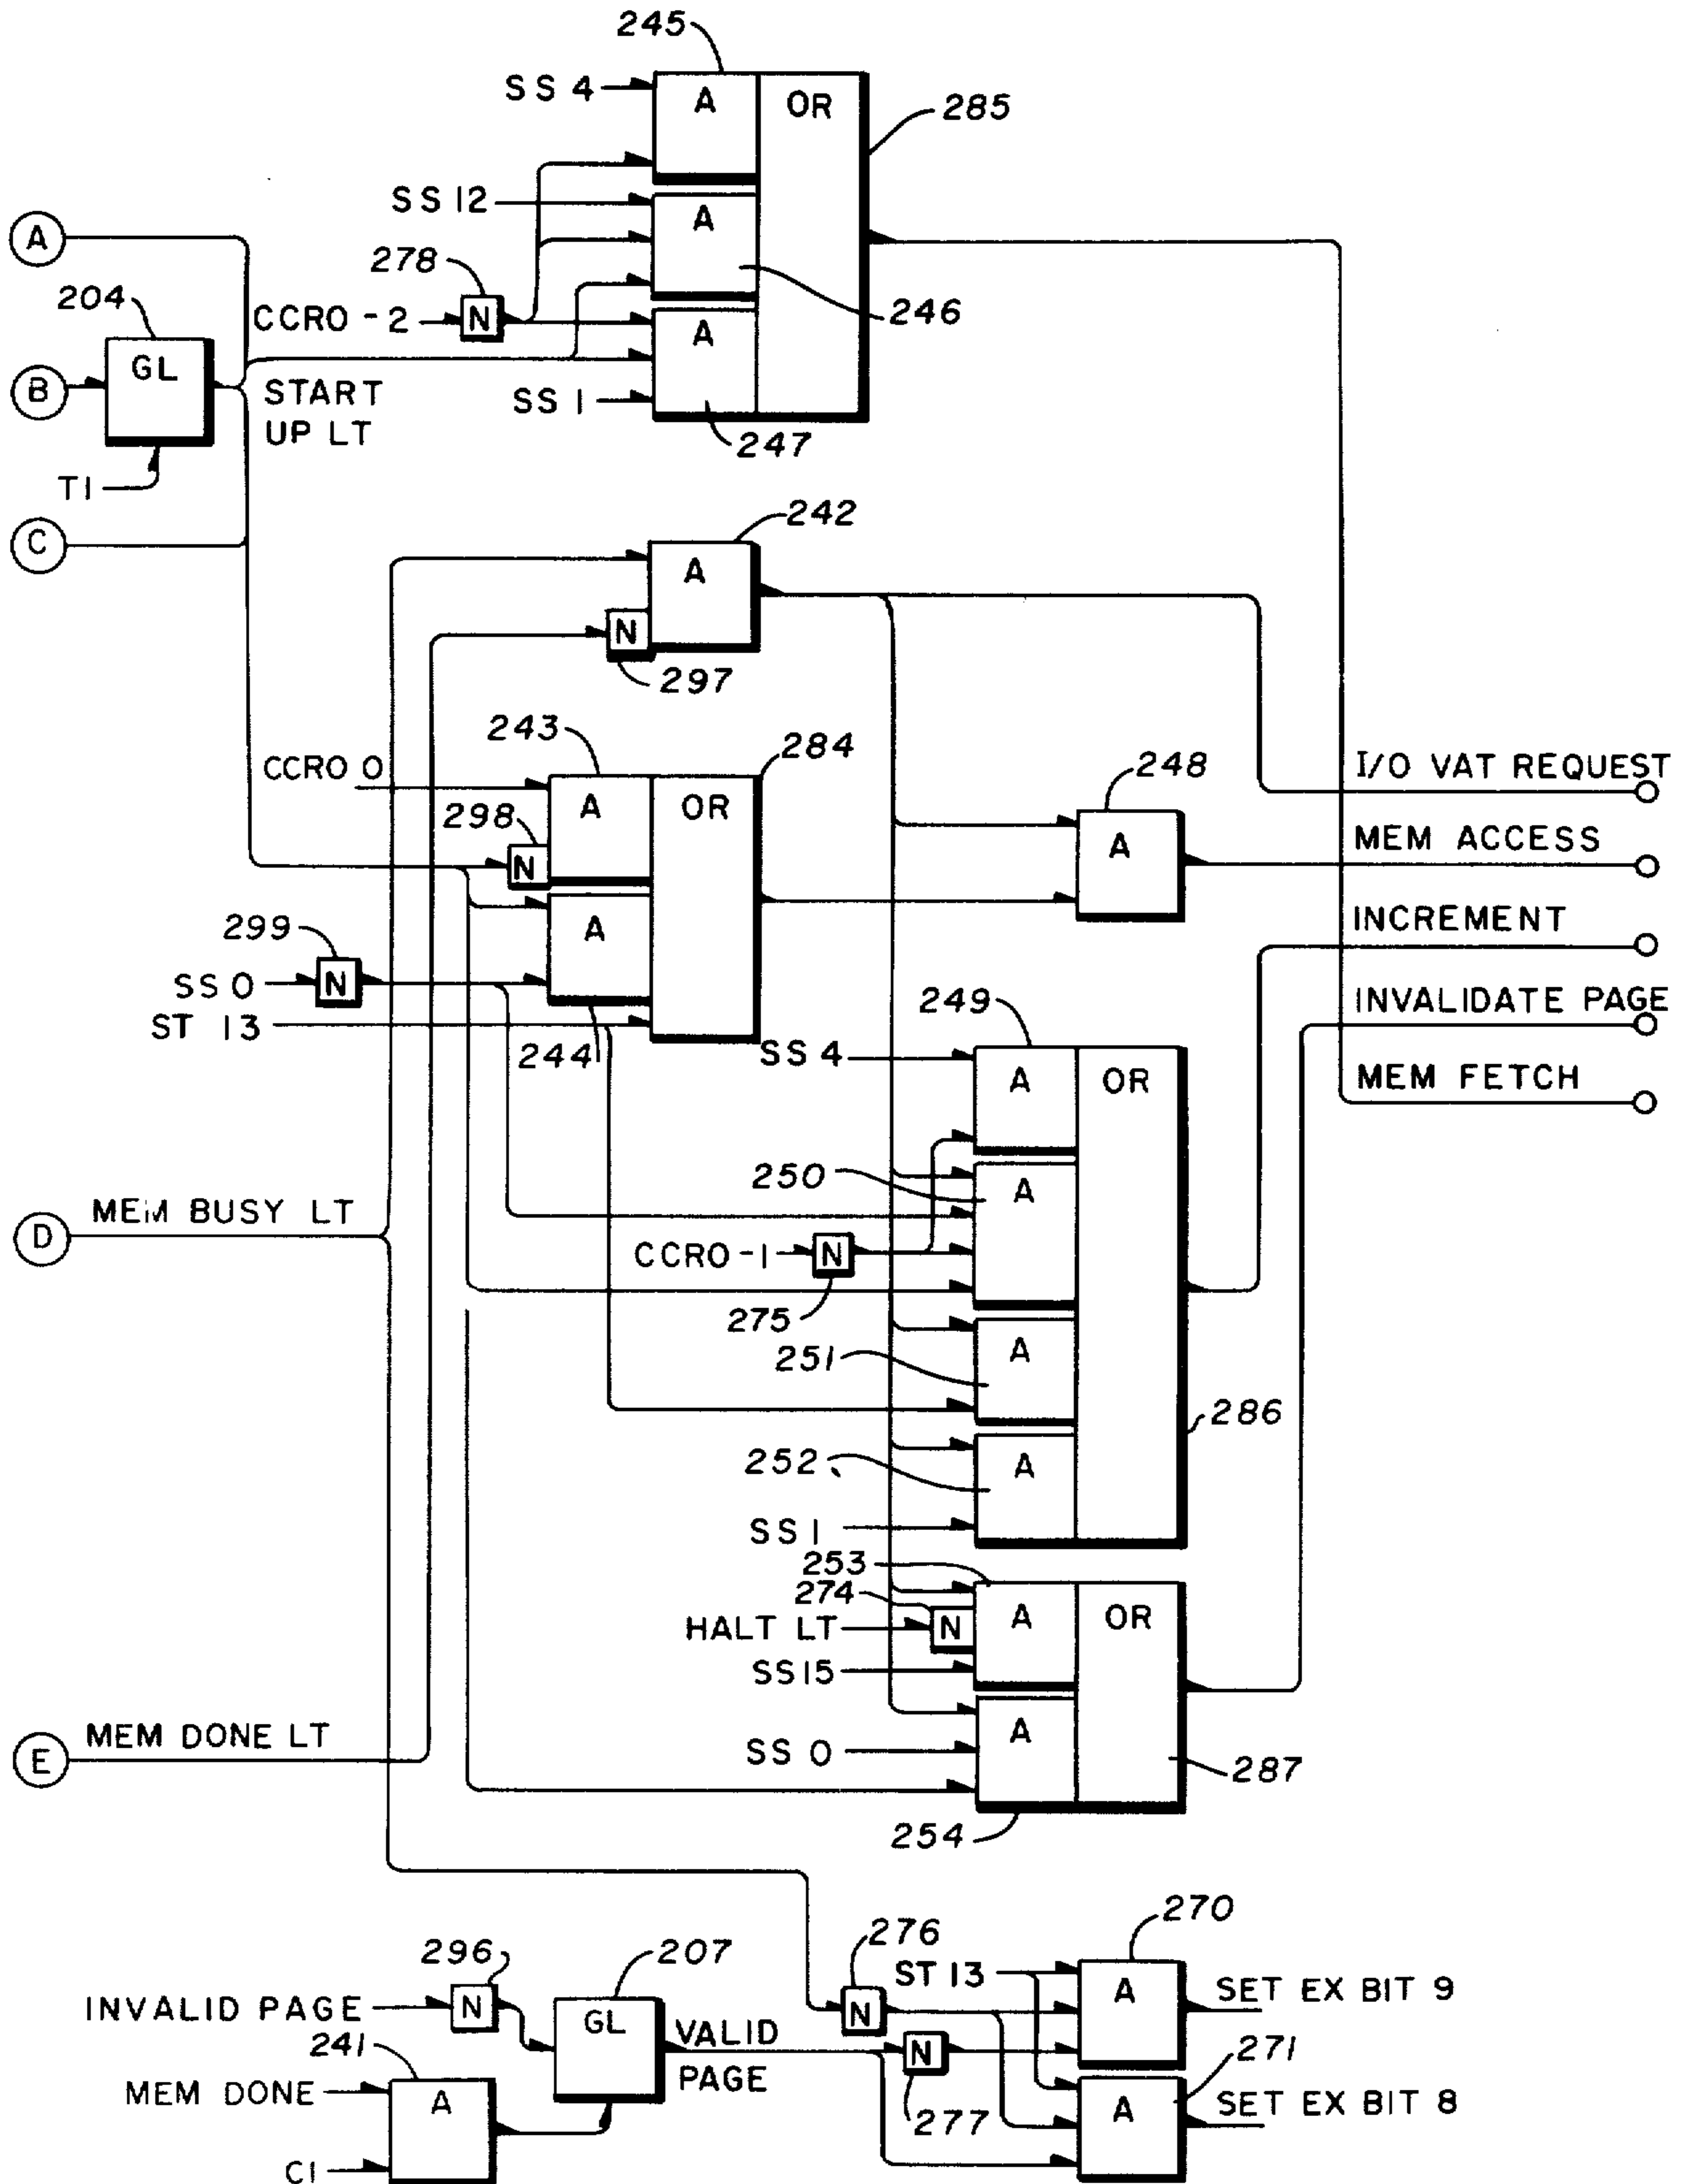 245
SS 4
A
OR
285
SS 12
A
A
278
246
204
CCRO - 2
N
A
GL
B
START
UP LT
SS 1
247
T1
C
242
A
N
297
243
284
CCRO 0
A
OR
248
I/O VAT REQUEST
298
N
A
MEM ACCESS
299
A
INCREMENT
SS 0
N
249
INVALIDATE PAGE
ST 13
244
SS 4
A
OR
MEM FETCH
250
A
D
MEM BUSY LT
CCRO - 1
N
275
A
251
286
252
A
SS 1
253
274
HALT LT
N
A
OR
SS 15
E
MEM DONE LT
A
SS 0
287
254
270
276
296
207
ST 13
A
SET EX BIT 9
INVALID PAGE
N
GL
N
VALID
PAGE
N
271
241
MEM DONE
A
277
A
SET EX BIT 8
C1